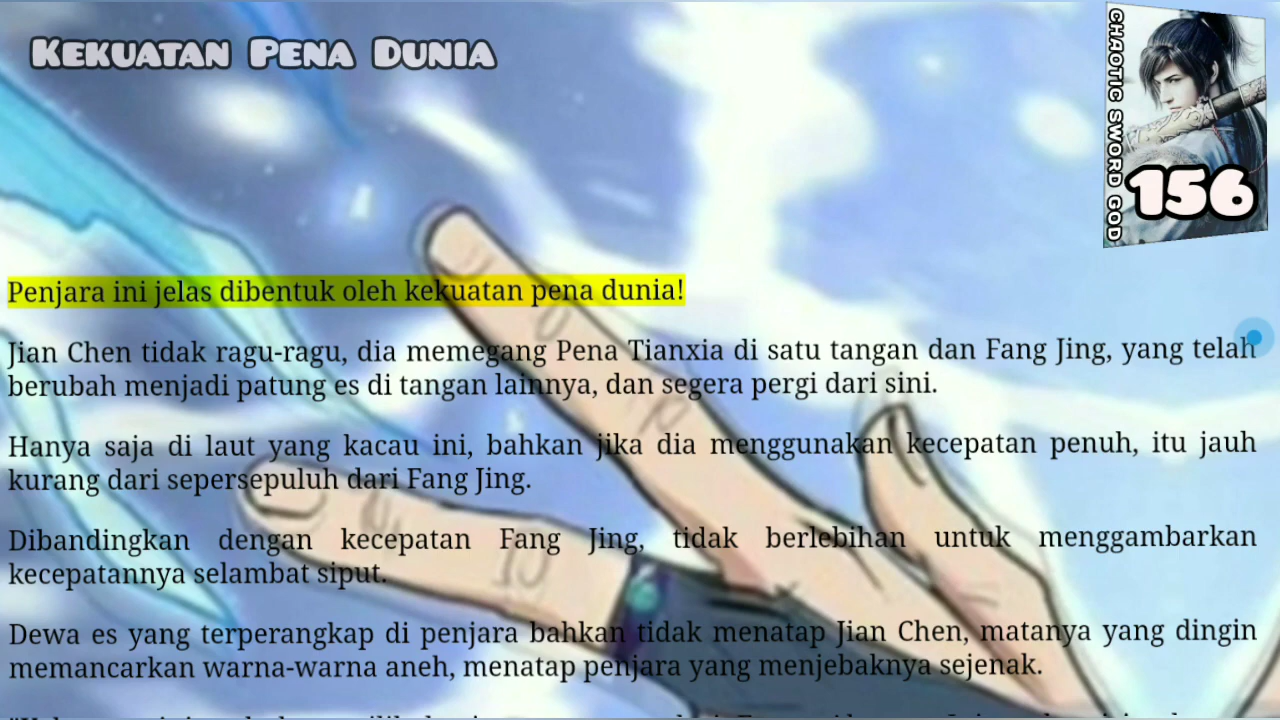 KEKUATAN PENA DUNIA
CHAOTIC SWORD GOD
156
Penjara ini jelas dibentuk oleh kekuatan pena dunia!
Jian Chen tidak ragu-ragu, dia memegang Pena Tianxia di satu tangan dan Fang Jing, yang telah
berubah menjadi patung es di tangan lainnya, dan segera pergi dari sini.
Hanya saja di laut yang kacau ini, bahkan jika dia menggunakan kecepatan penuh, itu jauh
kurang dari sepersepuluh dari Fang Jing.
Dibandingkan dengan kecepatan Fang Jing, tidak berlebihan untuk menggambarkan
kecepatannya selambat siput.
Dewa es yang terperangkap di penjara bahkan tidak menatap Jian Chen, matanya yang dingin
memancarkan warna-warna aneh, menatap penjara yang menjebaknya sejenak.